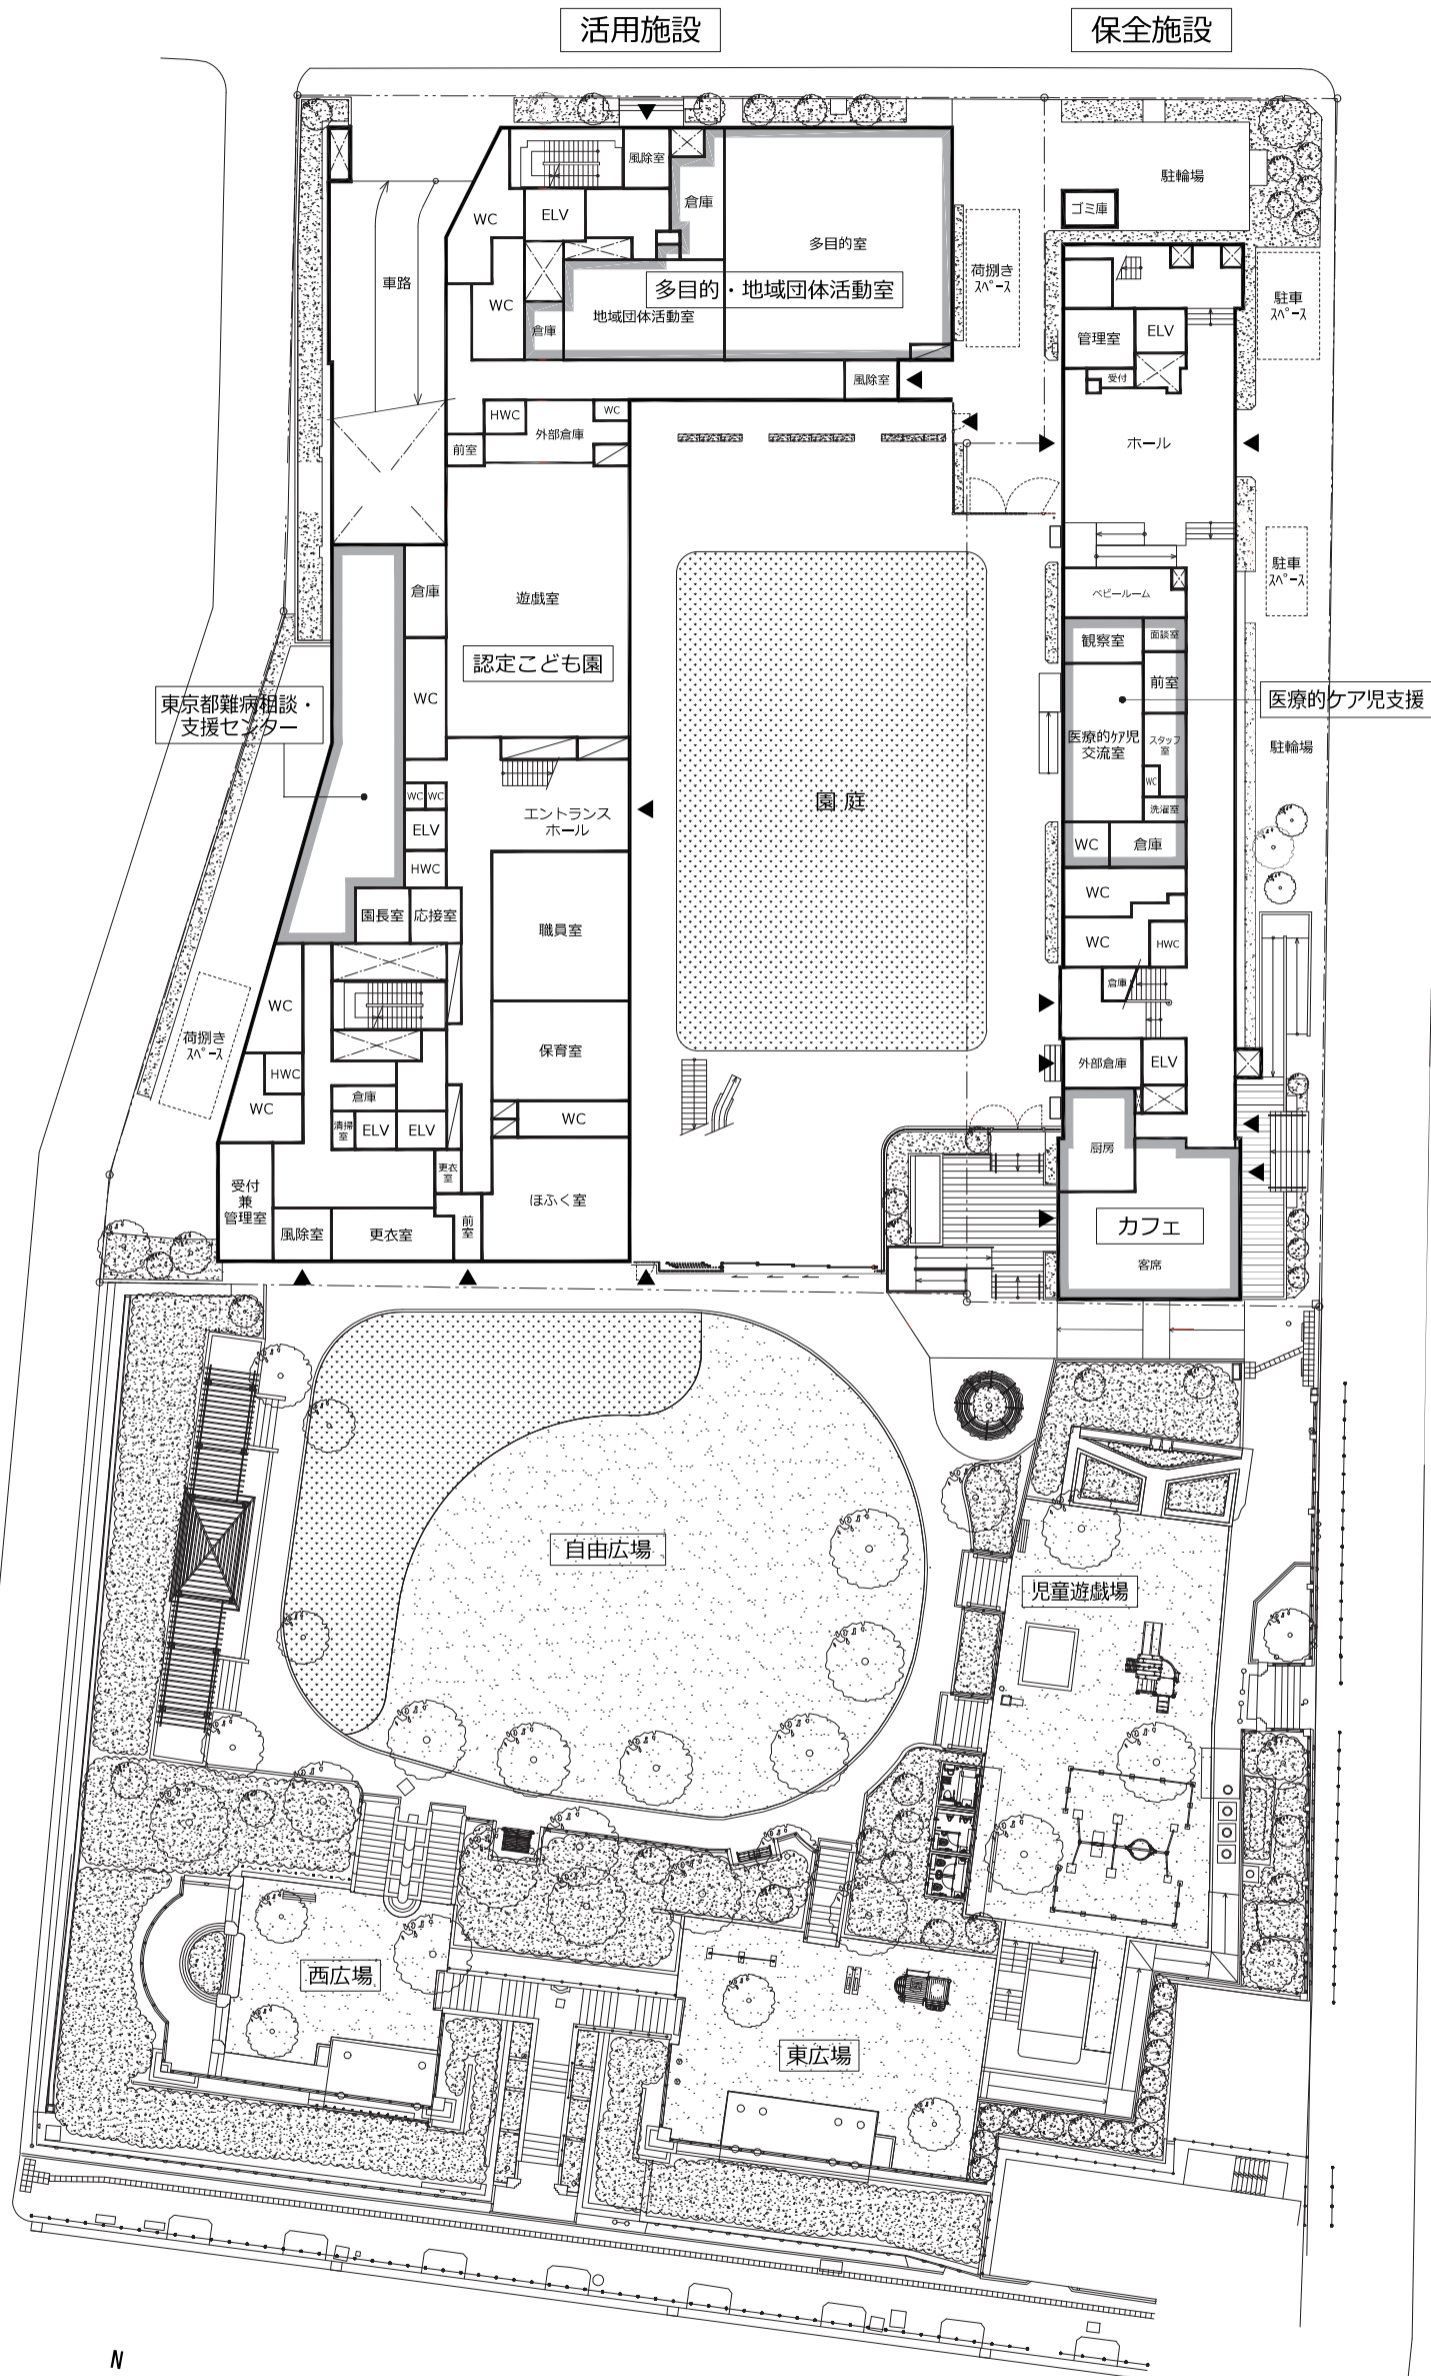 活用施設
保全施設
風除室
倉庫
WC
ELV
多目的室
車路
多目的・地域団体活動室
WC
地域団体活動室
倉庫
荷捌き
スペース
風除室
HWC
WC
外部倉庫
前室
倉庫
遊戯室
認定こども園
WC
東京都難病相談・
支援センター
WC
WC
エントランス
ホール
ELV
HWC
園長室
応接室
職員室
園庭
WC
荷捌き
スペース
保育室
HWC
WC
倉庫
清掃
室
ELV
ELV
WC
更衣
室
受付
兼
管理室
ほふく室
風除室
更衣室
前
室
駐輪場
ゴミ庫
駐車
スペース
管理室
ELV
受付
ホール
駐車
スペース
ベビールーム
観察室
面談室
前室
医療的ケア児支援
医療的ケア児
交流室
スタッフ
室
駐輪場
WC
洗濯室
WC
倉庫
WC
WC
HWC
倉庫
外部倉庫
ELV
厨房
カフェ
客席
自由広場
児童遊戯場
西広場
東広場
N